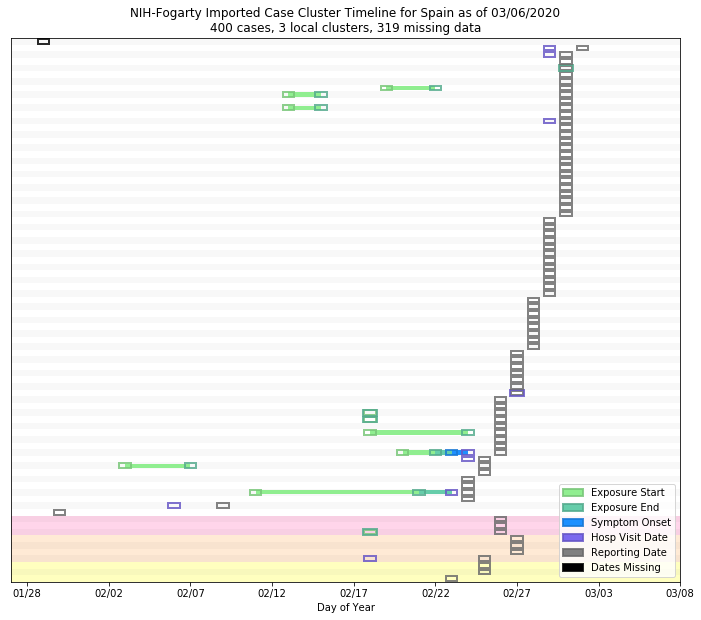 NIH-Fogarty Imported Case Cluster Timeline for Spain as of 03/06/2020
400 cases, 3 local clusters, 319 missing data
Exposure Start
Exposure End
Symptom Onset
Hosp Visit Date
Reporting Date
Dates Missing
01/28 02/02 02/07 02/12 02/17 02/22 02/27 03/03 03/08
Day of Year